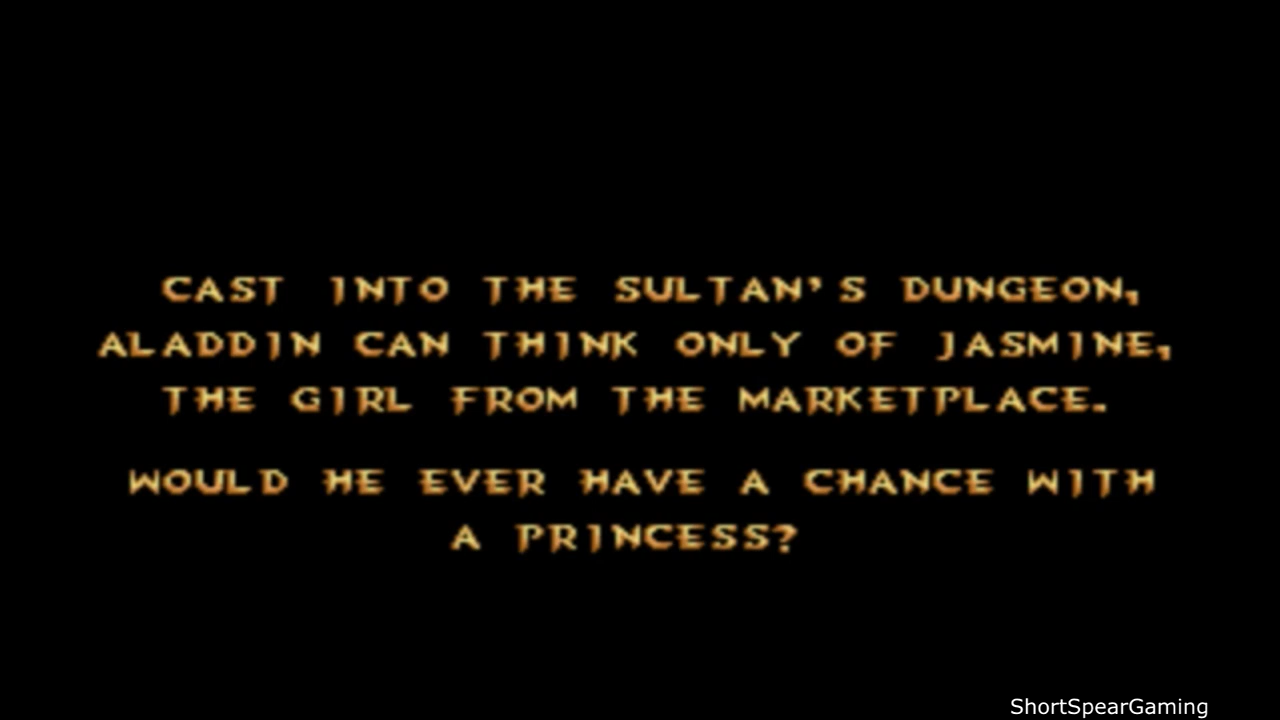 CAST INTO THE SULTAN'S DUNGEON,
ALADDIN CAN THINK ONLY OF JASMINE,
THE GIRL FROM THE MARKETPLACE.
WOULD HE EVER HAVE A CHANCE WITH
A PRINCESS?
ShortSpearGaming